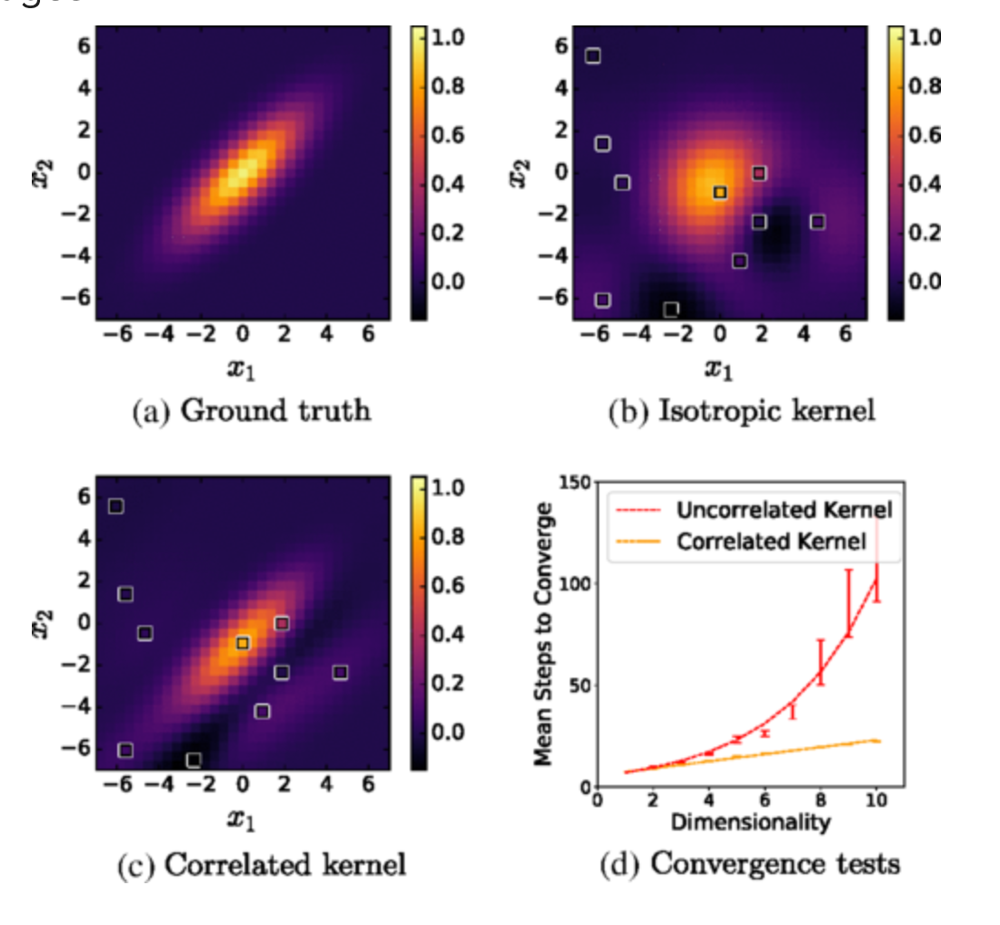 6
4
2
0
−2
−4
−6
x2
−6 −4 −2 0 2 4 6
x1
1.0
0.8
0.6
0.4
0.2
0.0
(a) Ground truth
6
4
2
0
−2
−4
−6
x2
−6 −4 −2 0 2 4 6
x1
1.0
0.8
0.6
0.4
0.2
0.0
(b) Isotropic kernel
6
4
2
0
−2
−4
−6
x2
−6 −4 −2 0 2 4 6
x1
1.0
0.8
0.6
0.4
0.2
0.0
(c) Correlated kernel
150
100
50
0
Mean Steps to Converge
Uncorrelated Kernel
Correlated Kernel
0 2 4 6 8 10
Dimensionality
(d) Convergence tests